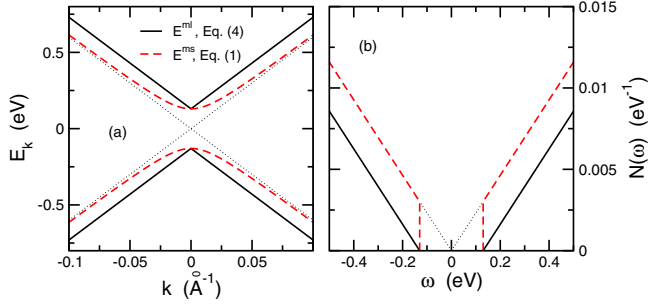 E^ml, Eq. (4)
E^ms, Eq. (1)
(a)
E_k (eV)
0.5
0
-0.5
-0.1 -0.05 0 0.05
k (Å^-1)
(b)
N(ω) (eV^-1)
0.015
0.01
0.005
0
-0.4 -0.2 0 0.2 0.4
ω (eV)